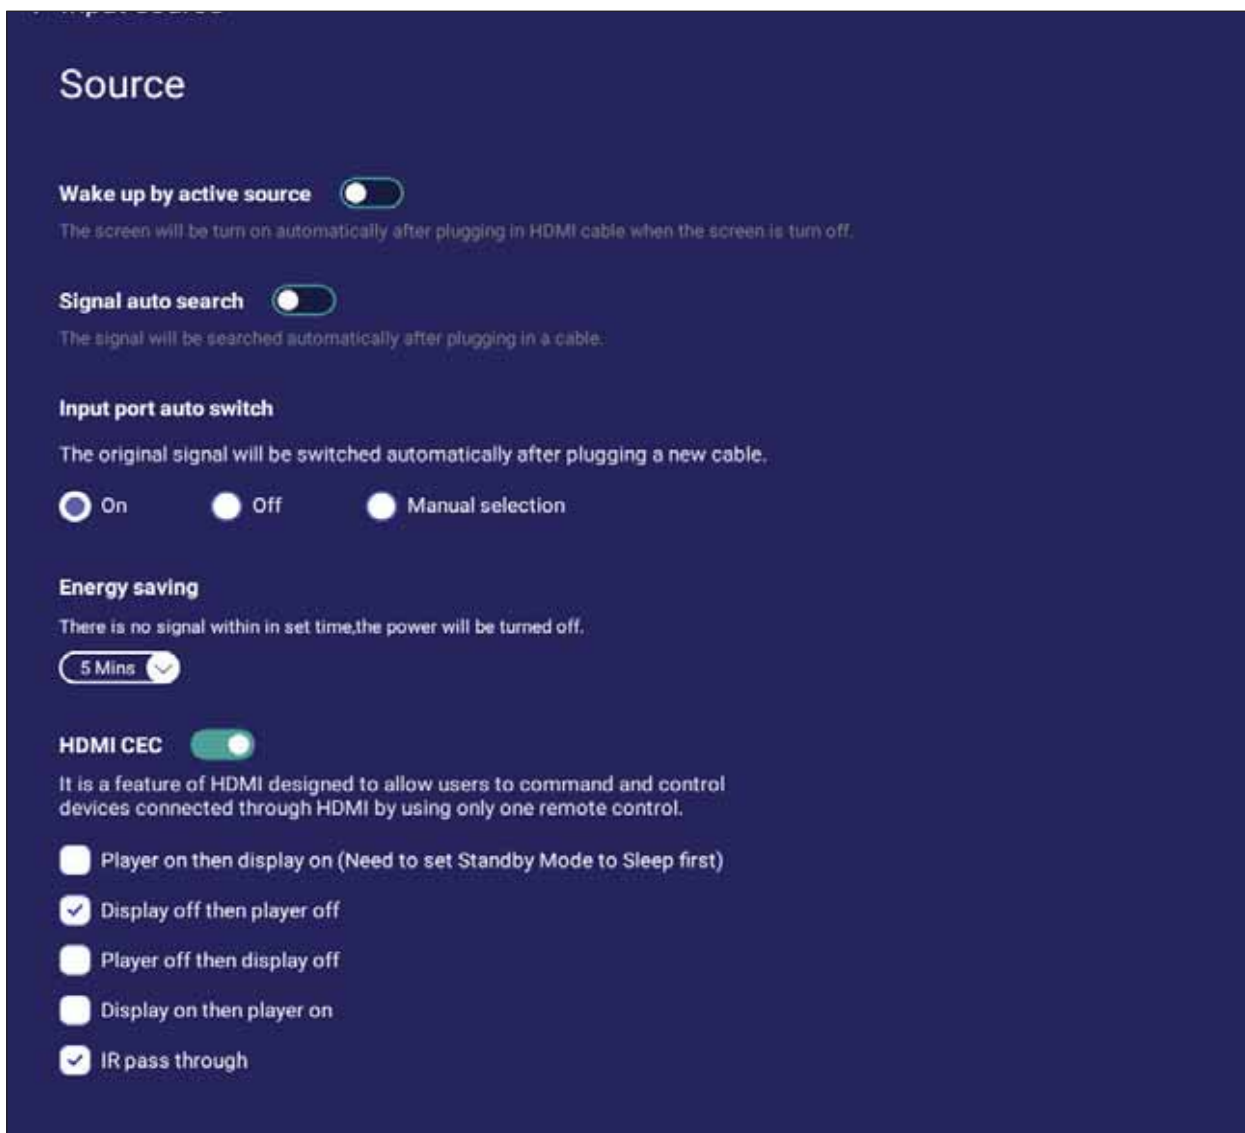 Source
Wake up by active source
The screen will be turn on automatically after plugging in HDMI cable when the screen is turn off.
Signal auto search
The signal will be searched automatically after plugging in a cable.
Input port auto switch
The original signal will be switched automatically after plugging a new cable.
On Off Manual selection
Energy saving
There is no signal within in set time,the power will be turned off.
5 Mins
HDMI CEC
It is a feature of HDMI designed to allow users to command and control
devices connected through HDMI by using only one remote control.
Player on then display on (Need to set Standby Mode to Sleep first)
Display off then player off
Player off then display off
Display on then player on
IR pass through